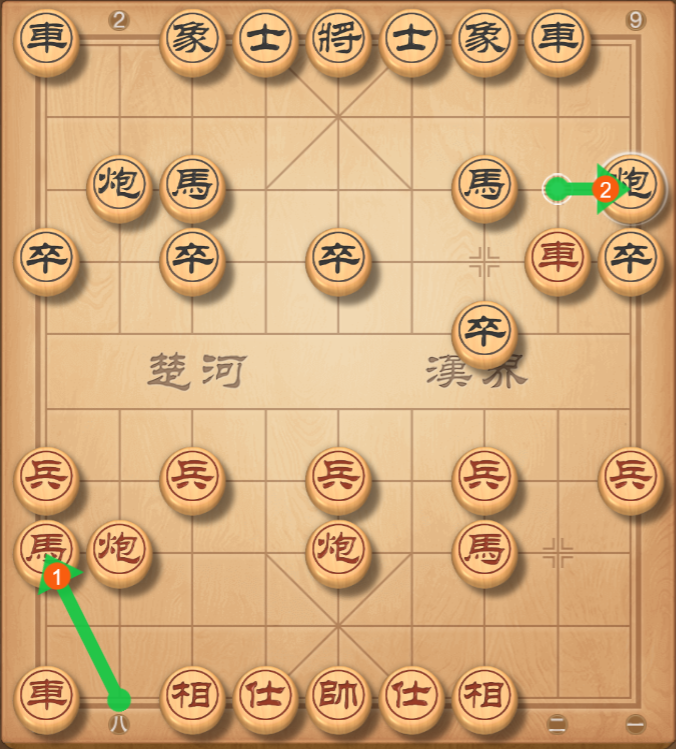 2 9
車 象 士 將 士 象 車
炮 馬 馬 2 炮
卒 卒 卒 車 卒
卒
楚河 漢界
兵 兵 兵 兵 兵
馬 炮 炮 馬
1
車 相 仕 帥 仕 相
八 二 一